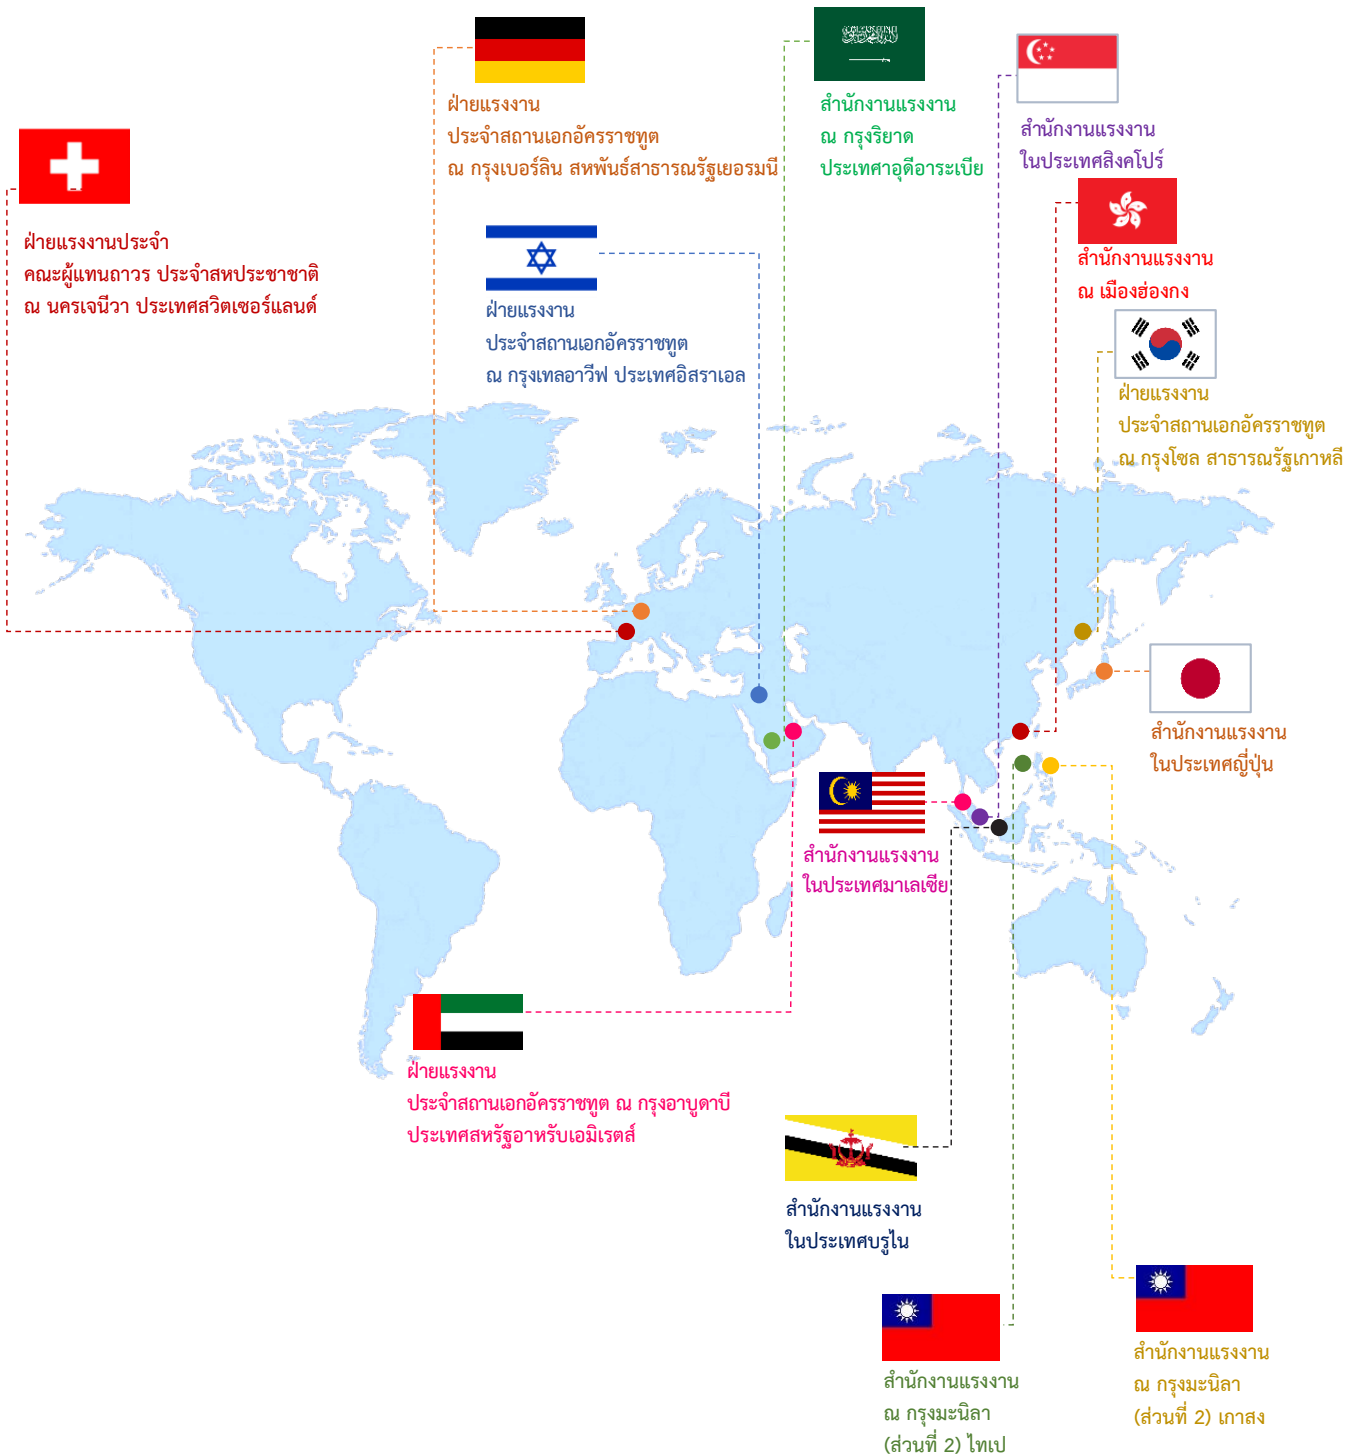 ฝ่ายแรงงาน
ประจำสถานเอกอัครราชทูต
ณ กรุงเบอร์ลิน สหพันธ์สาธารณรัฐเยอรมนี
สำนักงานแรงงาน
ณ กรุงริยาด
ประเทศาอุดีอาระเบีย
สำนักงานแรงงาน
ในประเทศสิงคโปร์
ฝ่ายแรงงานประจำ
คณะผู้แทนถาวร ประจำสหประชาชาติ
ณ นครเจนีวา ประเทศสวิตเซอร์แลนด์
ฝ่ายแรงงาน
ประจำสถานเอกอัครราชทูต
ณ กรุงเทลอาวีฟ ประเทศอิสราเอล
สำนักงานแรงงาน
ณ เมืองฮ่องกง
ฝ่ายแรงงาน
ประจำสถานเอกอัครราชทูต
ณ กรุงโซล สาธารณรัฐเกาหลี
สำนักงานแรงงาน
ในประเทศญี่ปุ่น
สำนักงานแรงงาน
ในประเทศมาเลเซีย
ฝ่ายแรงงาน
ประจำสถานเอกอัครราชทูต ณ กรุงอาบูดาบี
ประเทศสหรัฐอาหรับเอมิเรตส์
สำนักงานแรงงาน
ในประเทศบรูไน
สำนักงานแรงงาน
ณ กรุงมะนิลา
(ส่วนที่ 2) ไทเป
สำนักงานแรงงาน
ณ กรุงมะนิลา
(ส่วนที่ 2) เกาสง